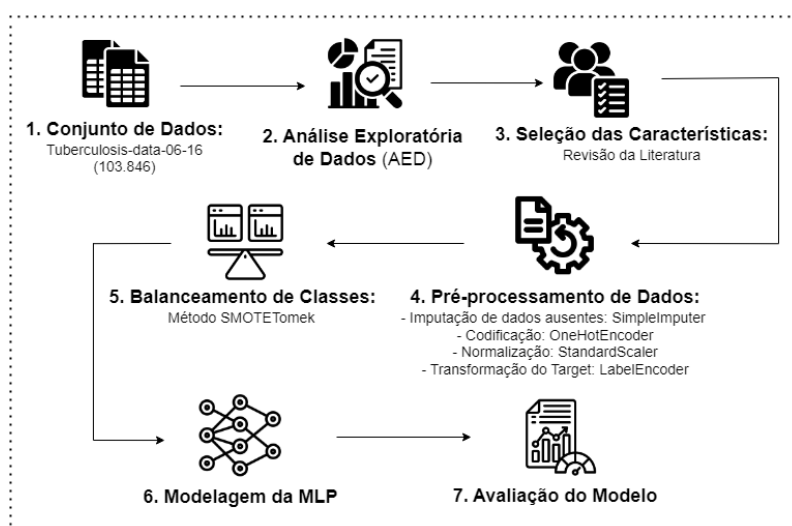 1. Conjunto de Dados:
Tuberculosis-data-06-16
(103.846)
2. Análise Exploratória
de Dados (AED)
3. Seleção das Características:
Revisão da Literatura
4. Pré-processamento de Dados:
- Imputação de dados ausentes: SimpleImputer
- Codificação: OneHotEncoder
- Normalização: StandardScaler
- Transformação do Target: LabelEncoder
5. Balanceamento de Classes:
Método SMOTETomek
6. Modelagem da MLP
7. Avaliação do Modelo